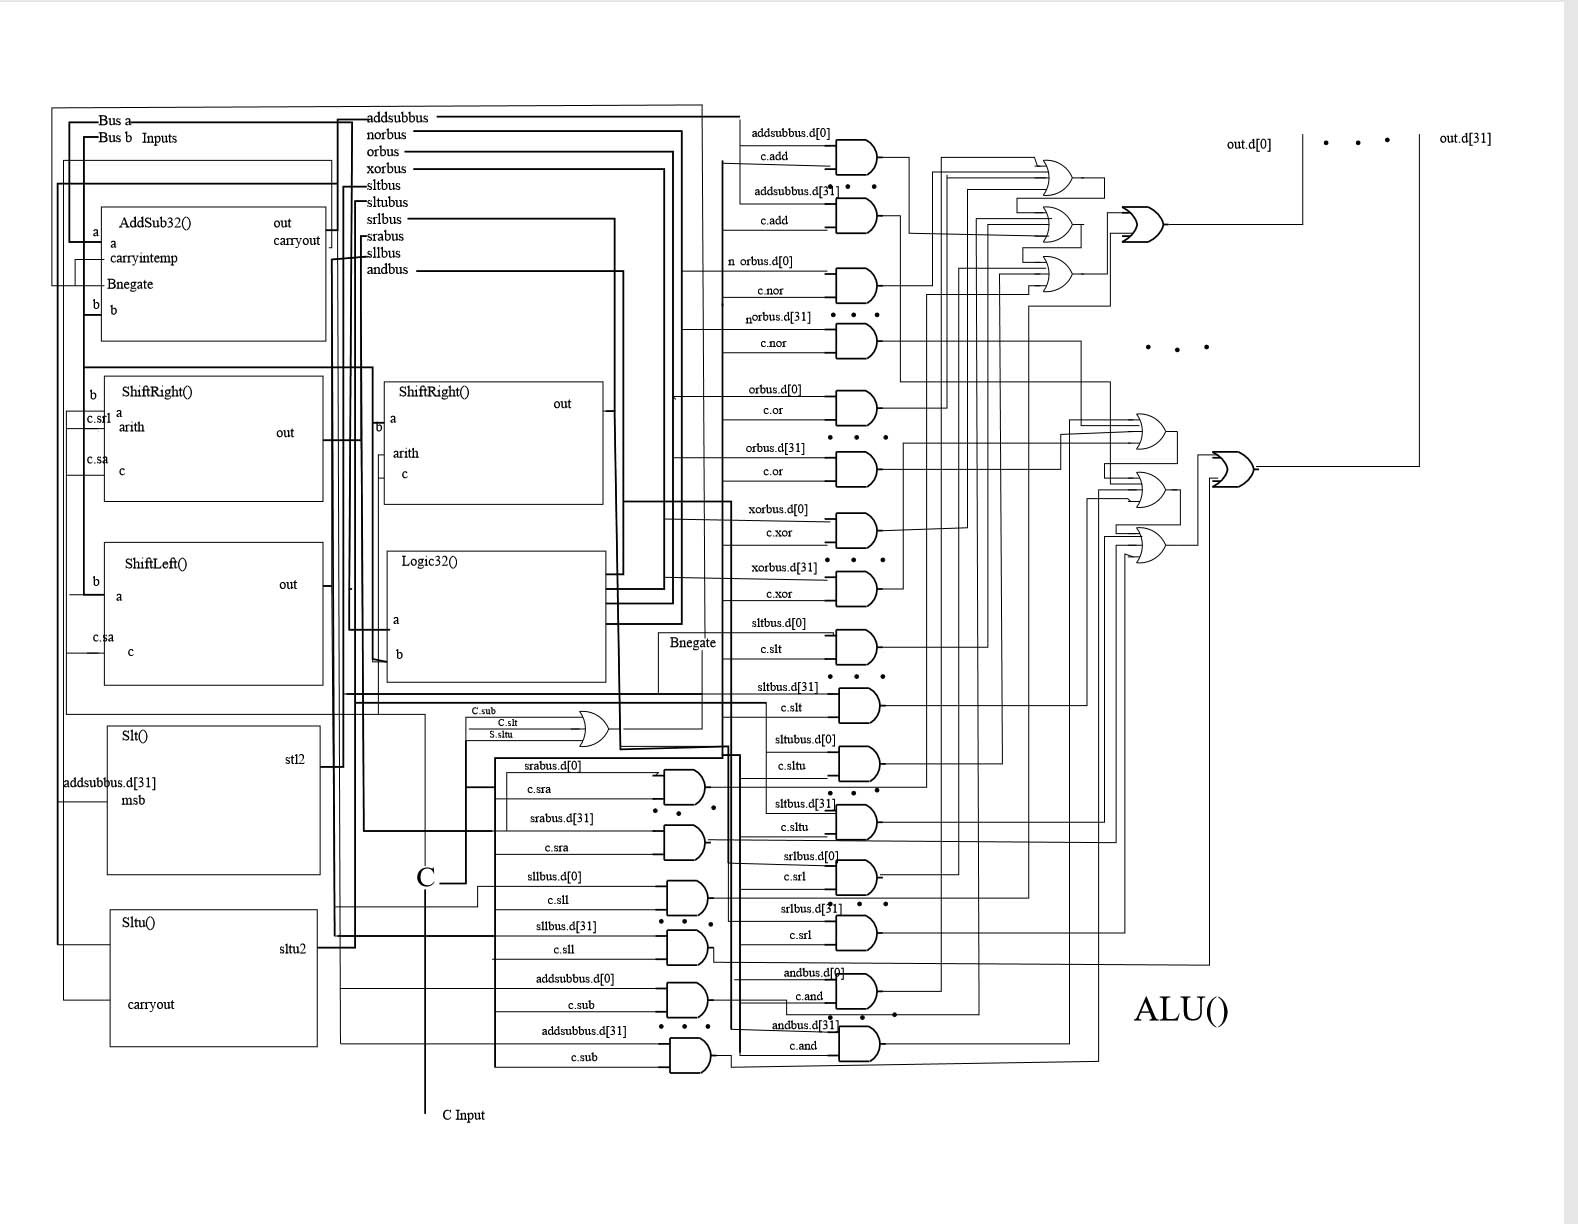 Bus a
Bus b Inputs
addsubbus
norbus
orbus
xorbus
sltbus
sltubus
srlbus
srabus
sllbus
andbus
AddSub32()
out
carryout
a
a
carryintemp
Bnegate
b
b
ShiftRight()
b
a
c.srl
arith
out
c.sa
c
ShiftRight()
out
a
b
arith
c
ShiftLeft()
b
out
a
c.sa
c
Logic32()
a
b
Bnegate
Slt()
stl2
addsubbus.d[31]
msb
Sltu()
sltu2
carryout
C.sub
C.slt
S.sltu
C
C Input
srabus.d[0]
c.sra
srabus.d[31]
c.sra
sllbus.d[0]
c.sll
sllbus.d[31]
c.sll
addsubbus.d[0]
c.sub
addsubbus.d[31]
c.sub
addsubbus.d[0]
c.add
addsubbus.d[31]
c.add
n orbus.d[0]
c.nor
norbus.d[31]
c.nor
orbus.d[0]
c.or
orbus.d[31]
c.or
xorbus.d[0]
c.xor
xorbus.d[31]
c.xor
sltbus.d[0]
c.slt
sltbus.d[31]
c.slt
sltubus.d[0]
c.sltu
sltbus.d[31]
c.sltu
srlbus.d[0]
c.srl
srlbus.d[31]
c.srl
andbus.d[0]
c.and
andbus.d[31]
c.and
out.d[0]
out.d[31]
ALU()